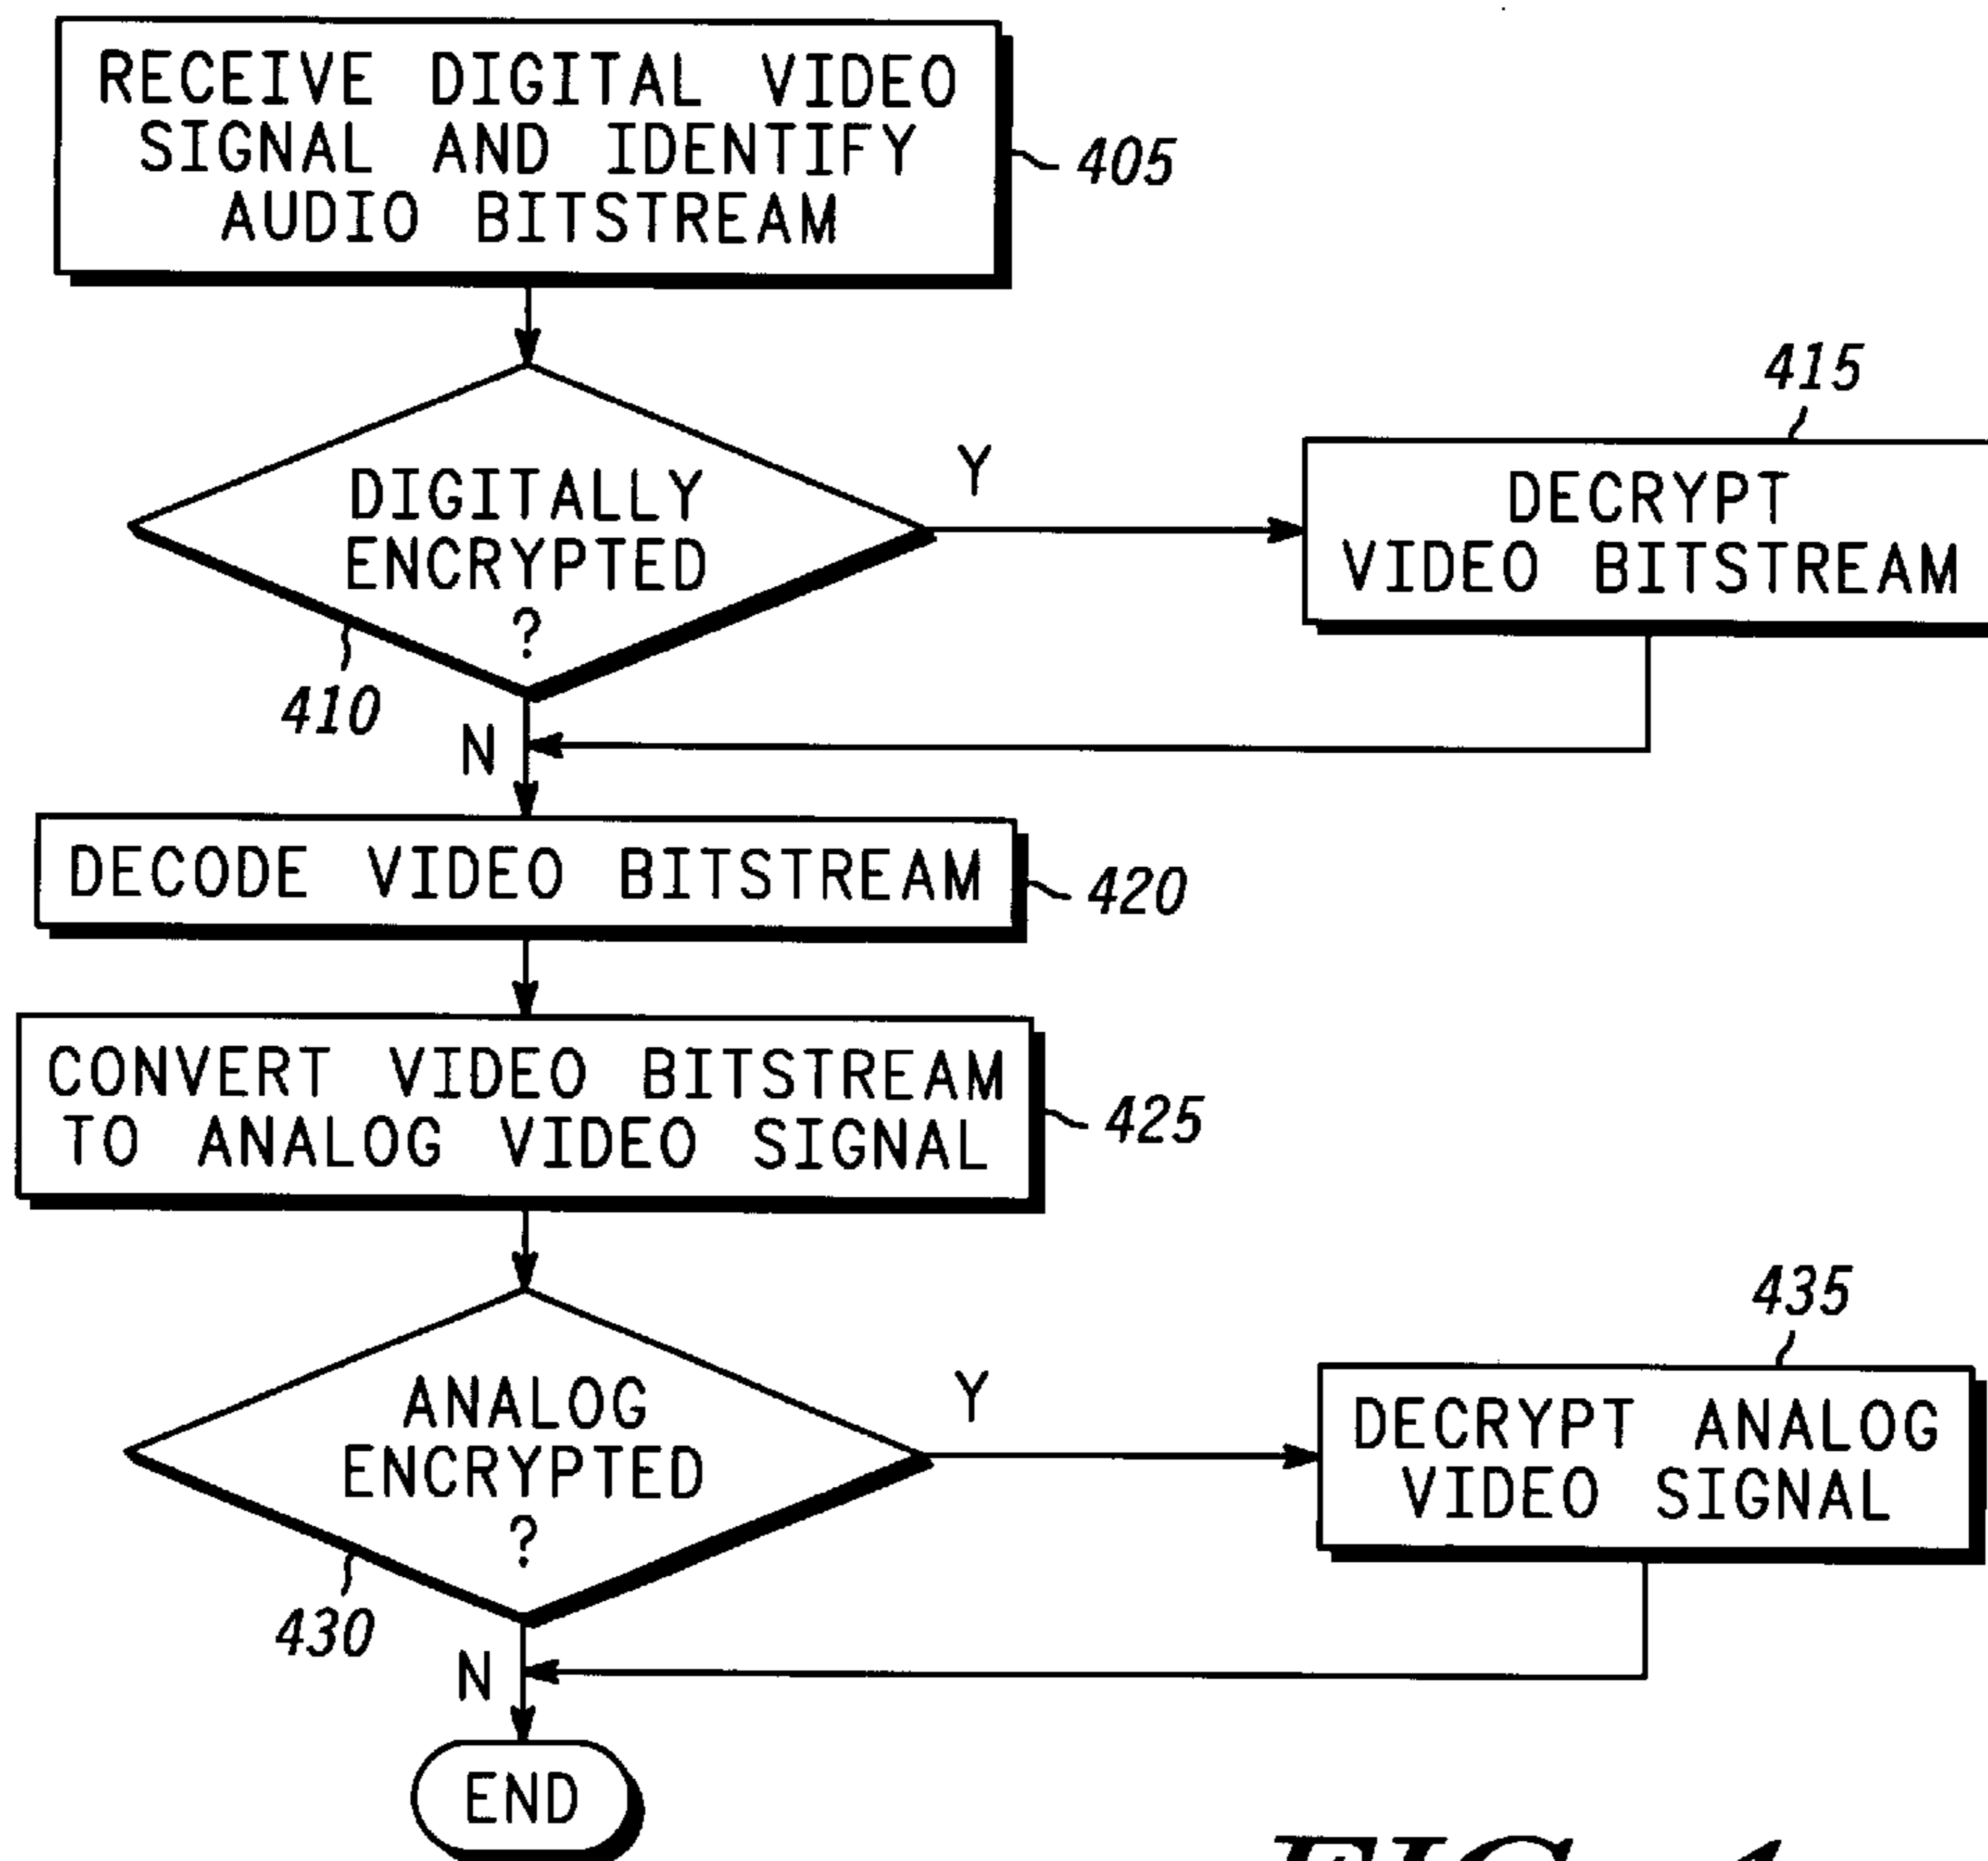 RECEIVE DIGITAL VIDEO
SIGNAL AND IDENTIFY
AUDIO BITSTREAM
405
DIGITALLY
ENCRYPTED
?
410
Y
415
DECRYPT
VIDEO BITSTREAM
N
DECODE VIDEO BITSTREAM
420
CONVERT VIDEO BITSTREAM
TO ANALOG VIDEO SIGNAL
425
ANALOG
ENCRYPTED
?
430
Y
435
DECRYPT ANALOG
VIDEO SIGNAL
N
END